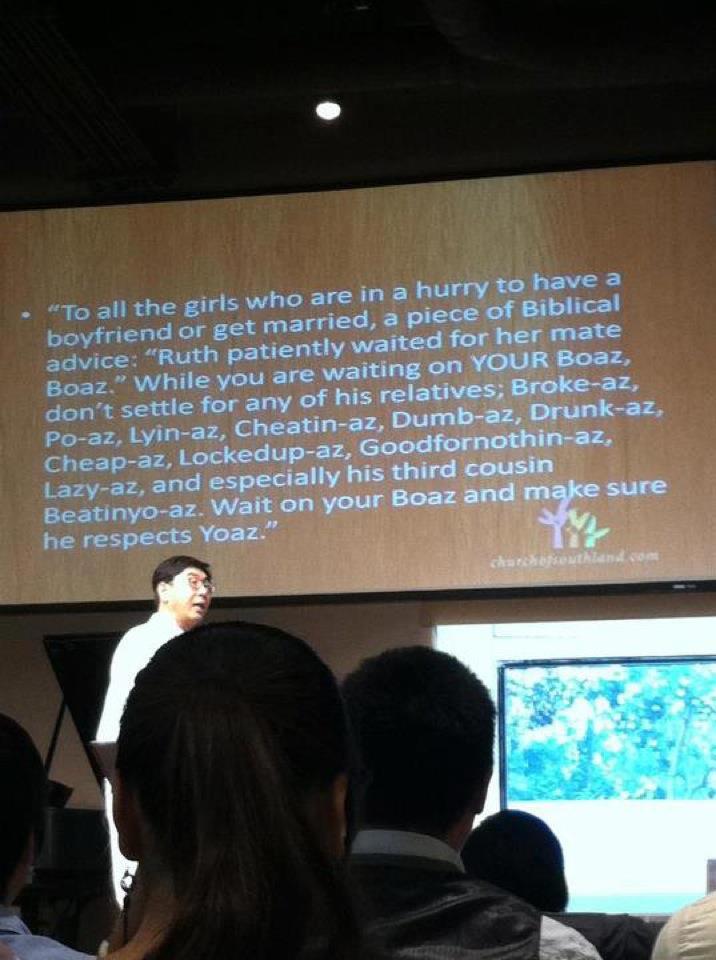 • “To all the girls who are in a hurry to have a
boyfriend or get married, a piece of Biblical
advice: “Ruth patiently waited for her mate
Boaz.” While you are waiting on YOUR Boaz,
don’t settle for any of his relatives; Broke-az,
Po-az, Lyin-az, Cheatin-az, Dumb-az, Drunk-az,
Cheap-az, Lockedup-az, Goodfornothin-az,
Lazy-az, and especially his third cousin
Beatinyo-az. Wait on your Boaz and make sure
he respects Yoaz.”
churchofsouthland.com